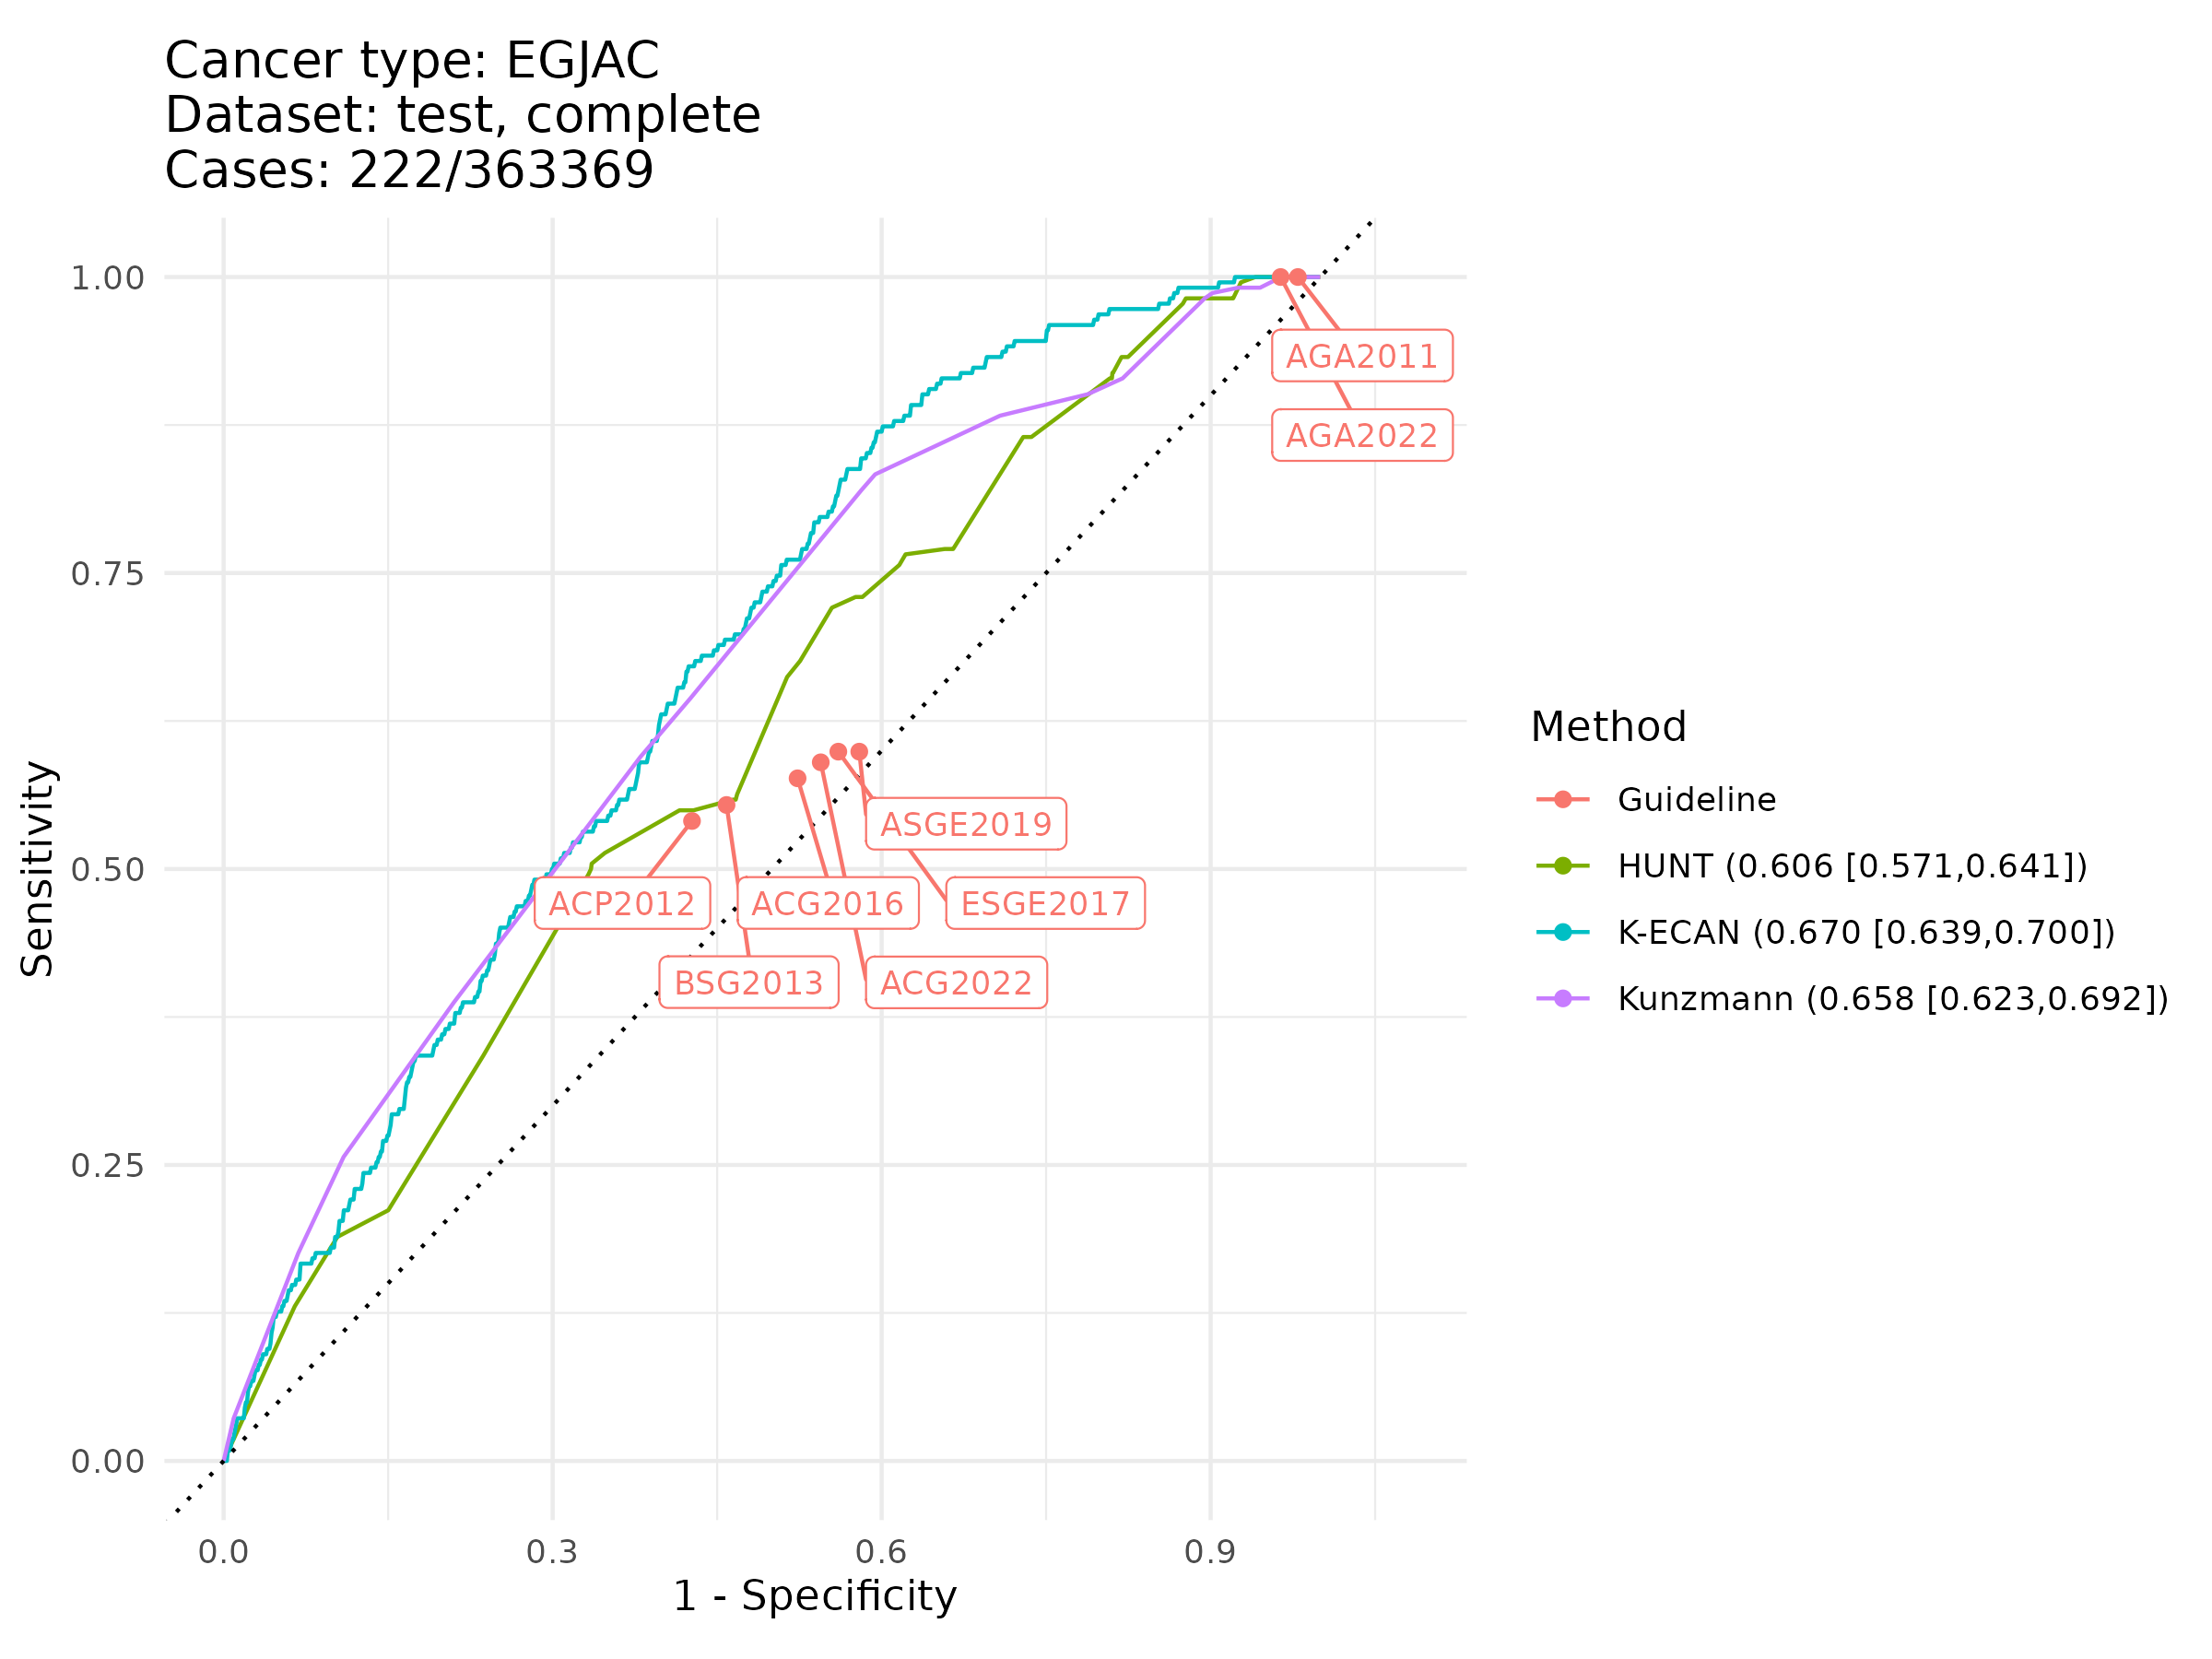 Cancer type: EGJAC
Dataset: test, complete
Cases: 222/363369
1.00
0.75
0.50
0.25
0.00
Sensitivity
AGA2011
AGA2022
ASGE2019
ACP2012
ACG2016
ESGE2017
BSG2013
ACG2022
0.0
0.3
0.6
0.9
1 - Specificity
Method
Guideline
HUNT (0.606 [0.571,0.641])
K-ECAN (0.670 [0.639,0.700])
Kunzmann (0.658 [0.623,0.692])